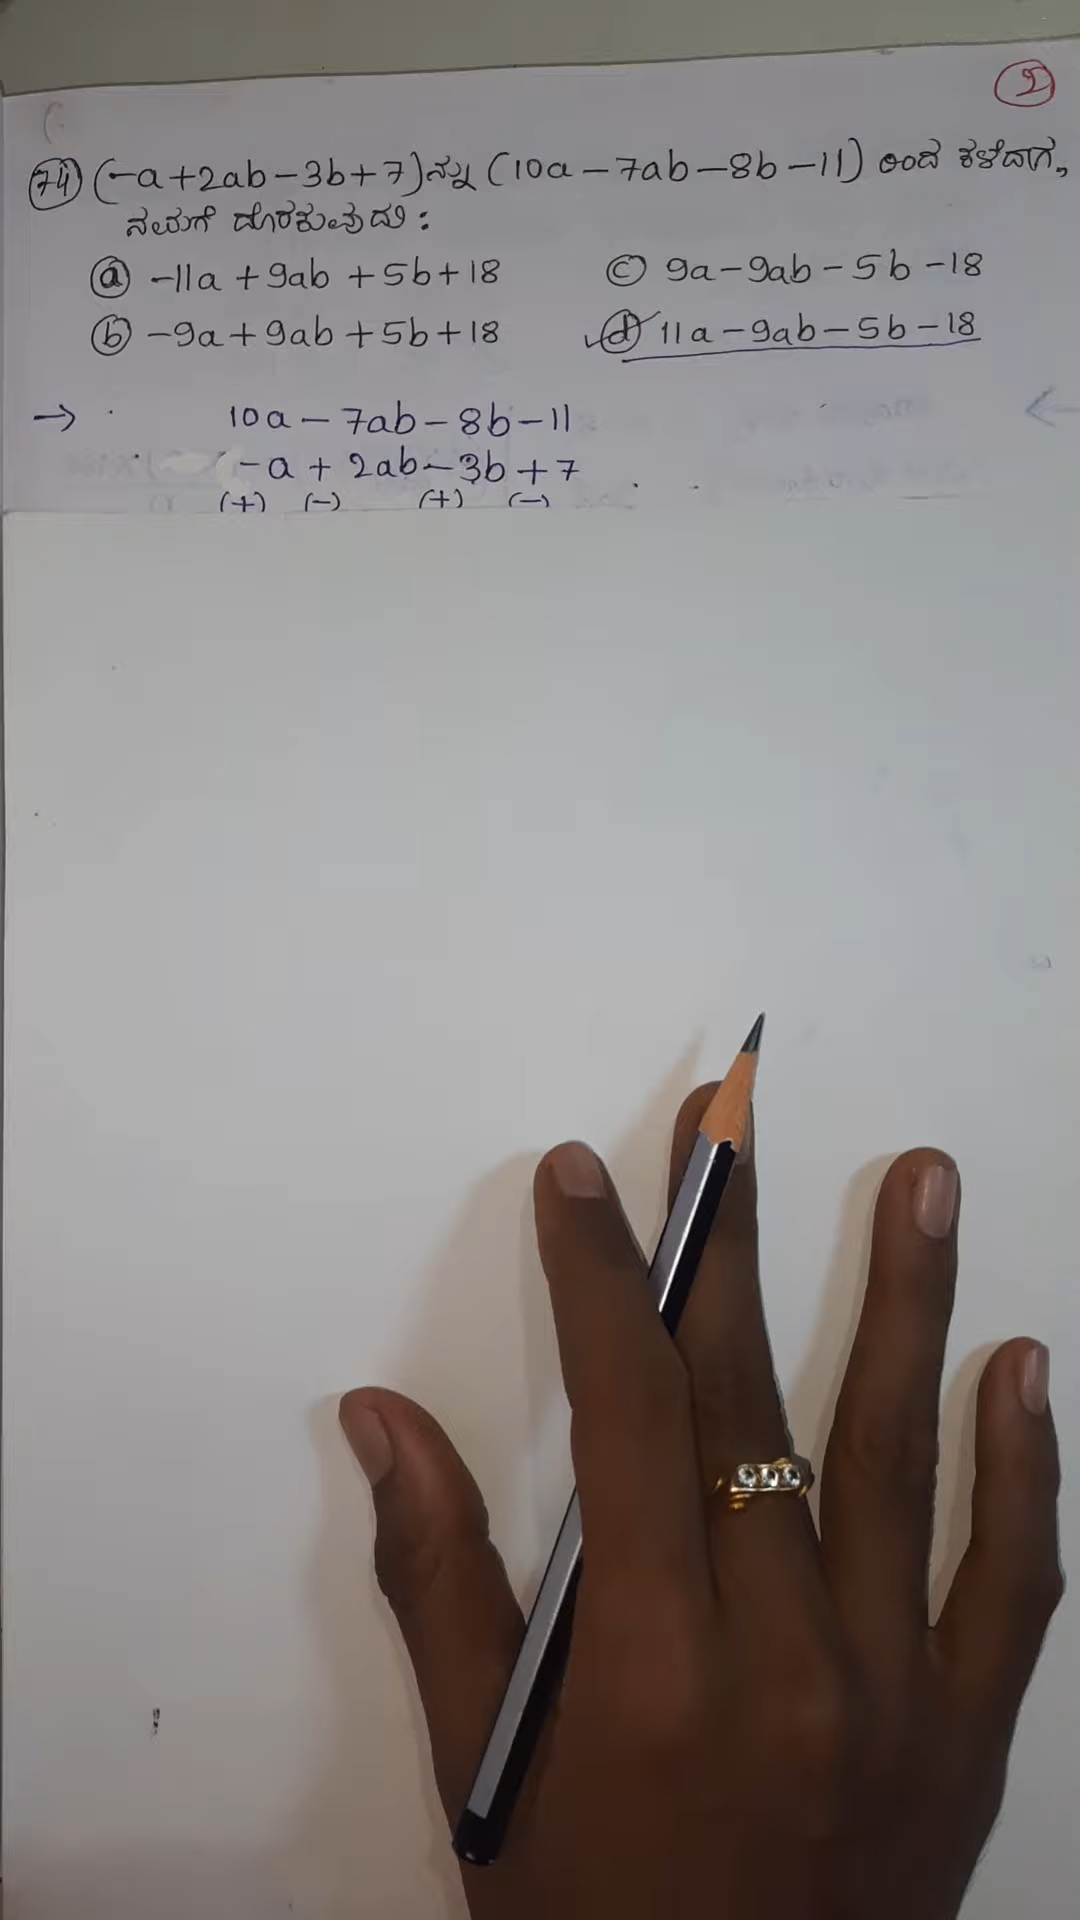 2
74) (-a+2ab-3b+7)ನ್ನು (10a-7ab-8b-11) ರಿಂದ ಕಳೆದಾಗ,
ನಮಗೆ ದೊರಕುವುದು:
(a) -11a+9ab+5b+18
(c) 9a-9ab-5b-18
(b) -9a+9ab+5b+18
(d) 11a-9ab-5b-18
→ 10a-7ab-8b-11
-a+2ab-3b+7
(+) (-) (+) (-)